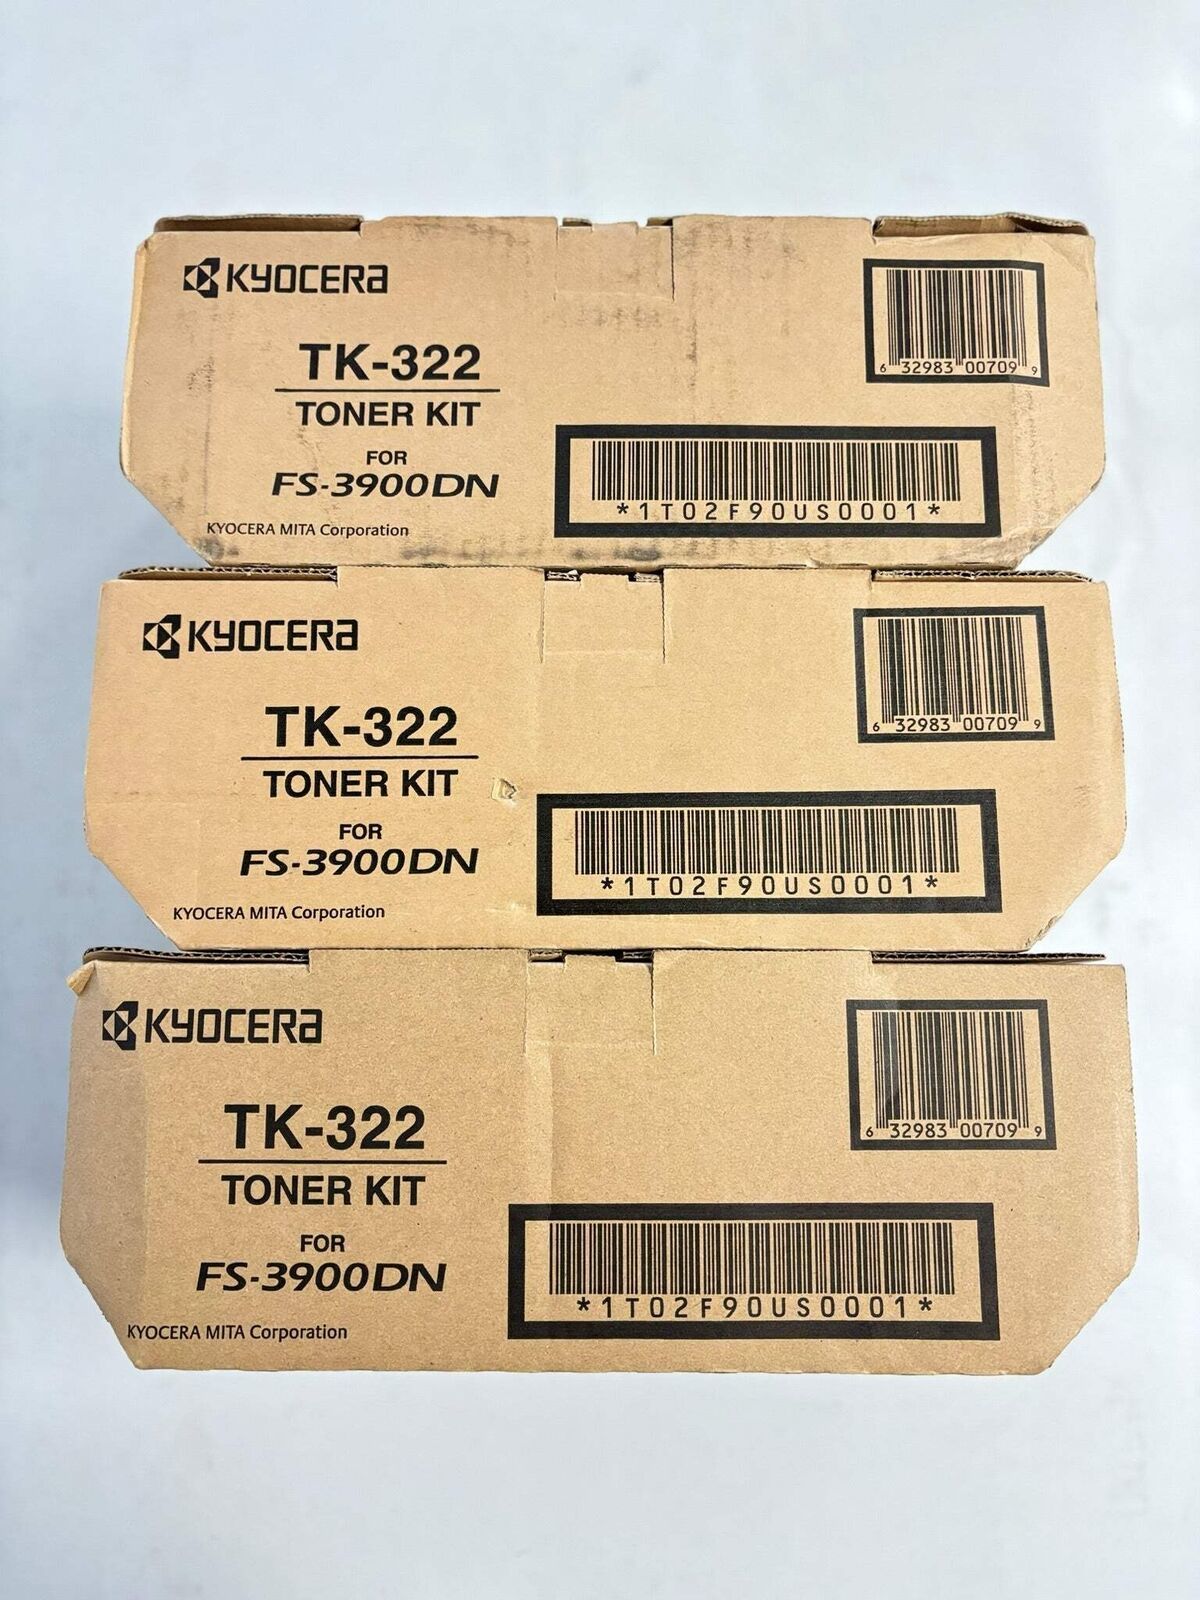 KYOCERA
6 32983 00709 9
TK-322
TONER KIT
FOR
FS-3900DN
*1T02F90US0001*
KYOCERA MITA Corporation
KYOCERA
6 32983 00709 9
TK-322
TONER KIT
FOR
FS-3900DN
*1T02F90US0001*
KYOCERA MITA Corporation
KYOCERA
6 32983 00709 9
TK-322
TONER KIT
FOR
FS-3900DN
*1T02F90US0001*
KYOCERA MITA Corporation